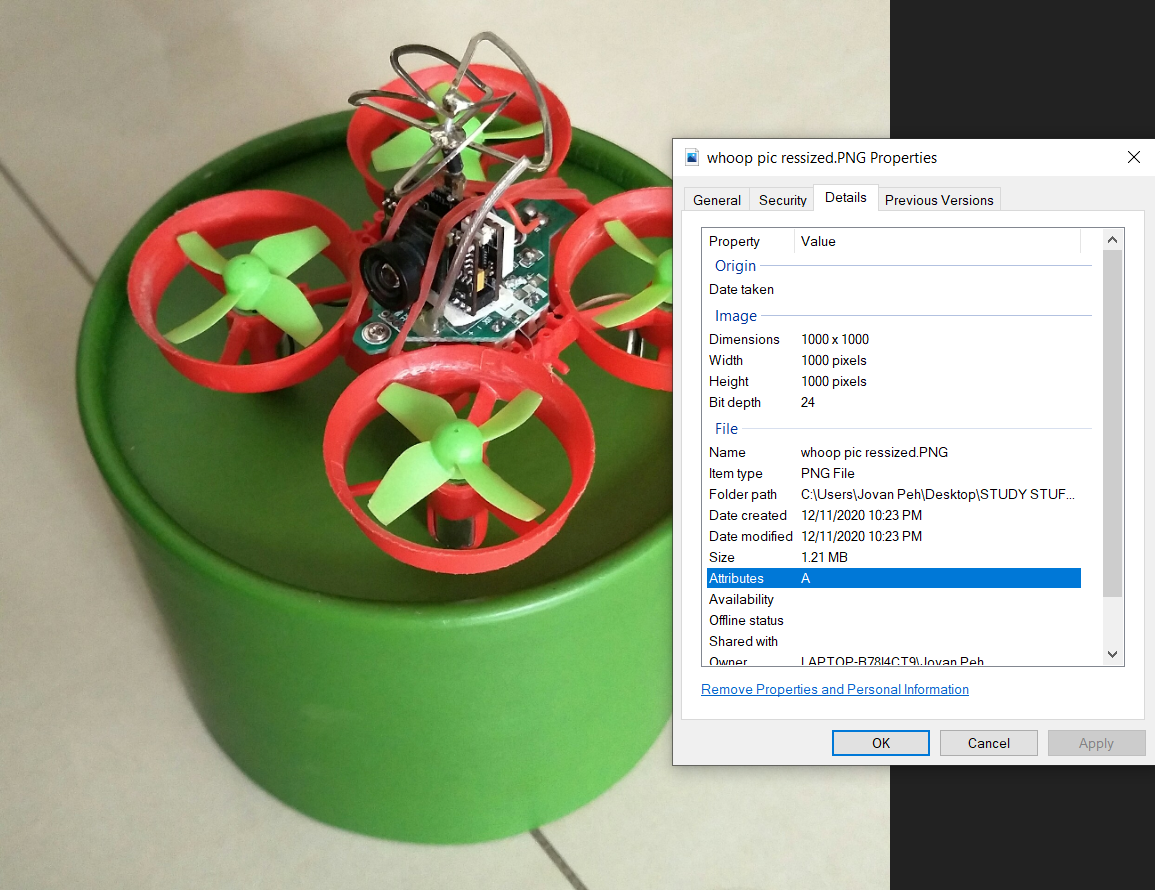 whoop pic ressized.PNG Properties
General Security Details Previous Versions
Property Value
Origin
Date taken
Image
Dimensions 1000 x 1000
Width 1000 pixels
Height 1000 pixels
Bit depth 24
File
Name whoop pic ressized.PNG
Item type PNG File
Folder path C:\Users\Jovan Peh\Desktop\STUDY STUF...
Date created 12/11/2020 10:23 PM
Date modified 12/11/2020 10:23 PM
Size 1.21 MB
Attributes A
Availability
Offline status
Shared with
Owner LAPTOP-B78I4CT9\Jovan Peh
Remove Properties and Personal Information
OK Cancel Apply